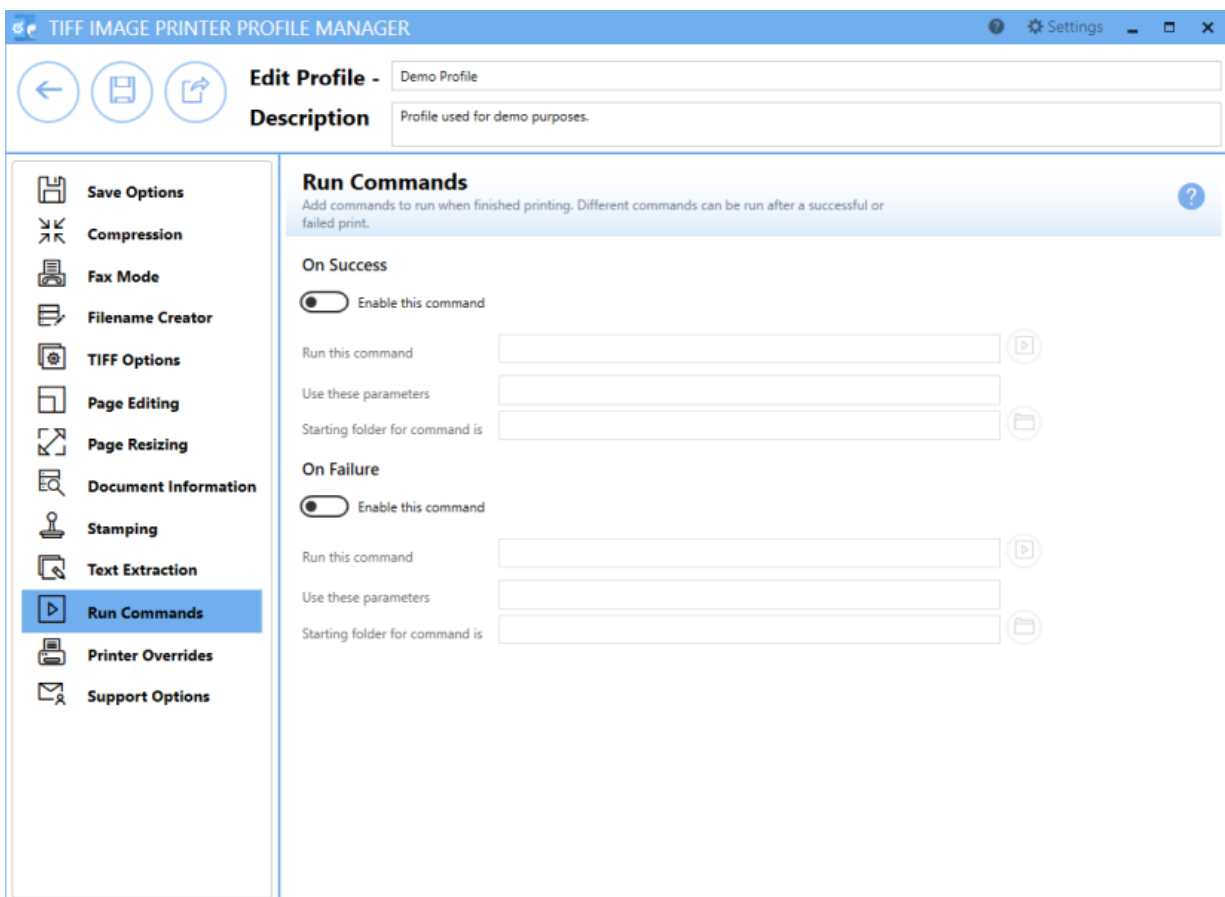 TIFF IMAGE PRINTER PROFILE MANAGER
Settings
Edit Profile -
Demo Profile
Description
Profile used for demo purposes.
Save Options
Compression
Fax Mode
Filename Creator
TIFF Options
Page Editing
Page Resizing
Document Information
Stamping
Text Extraction
Run Commands
Printer Overrides
Support Options
Run Commands
Add commands to run when finished printing. Different commands can be run after a successful or
failed print.
On Success
Enable this command
Run this command
Use these parameters
Starting folder for command is
On Failure
Enable this command
Run this command
Use these parameters
Starting folder for command is